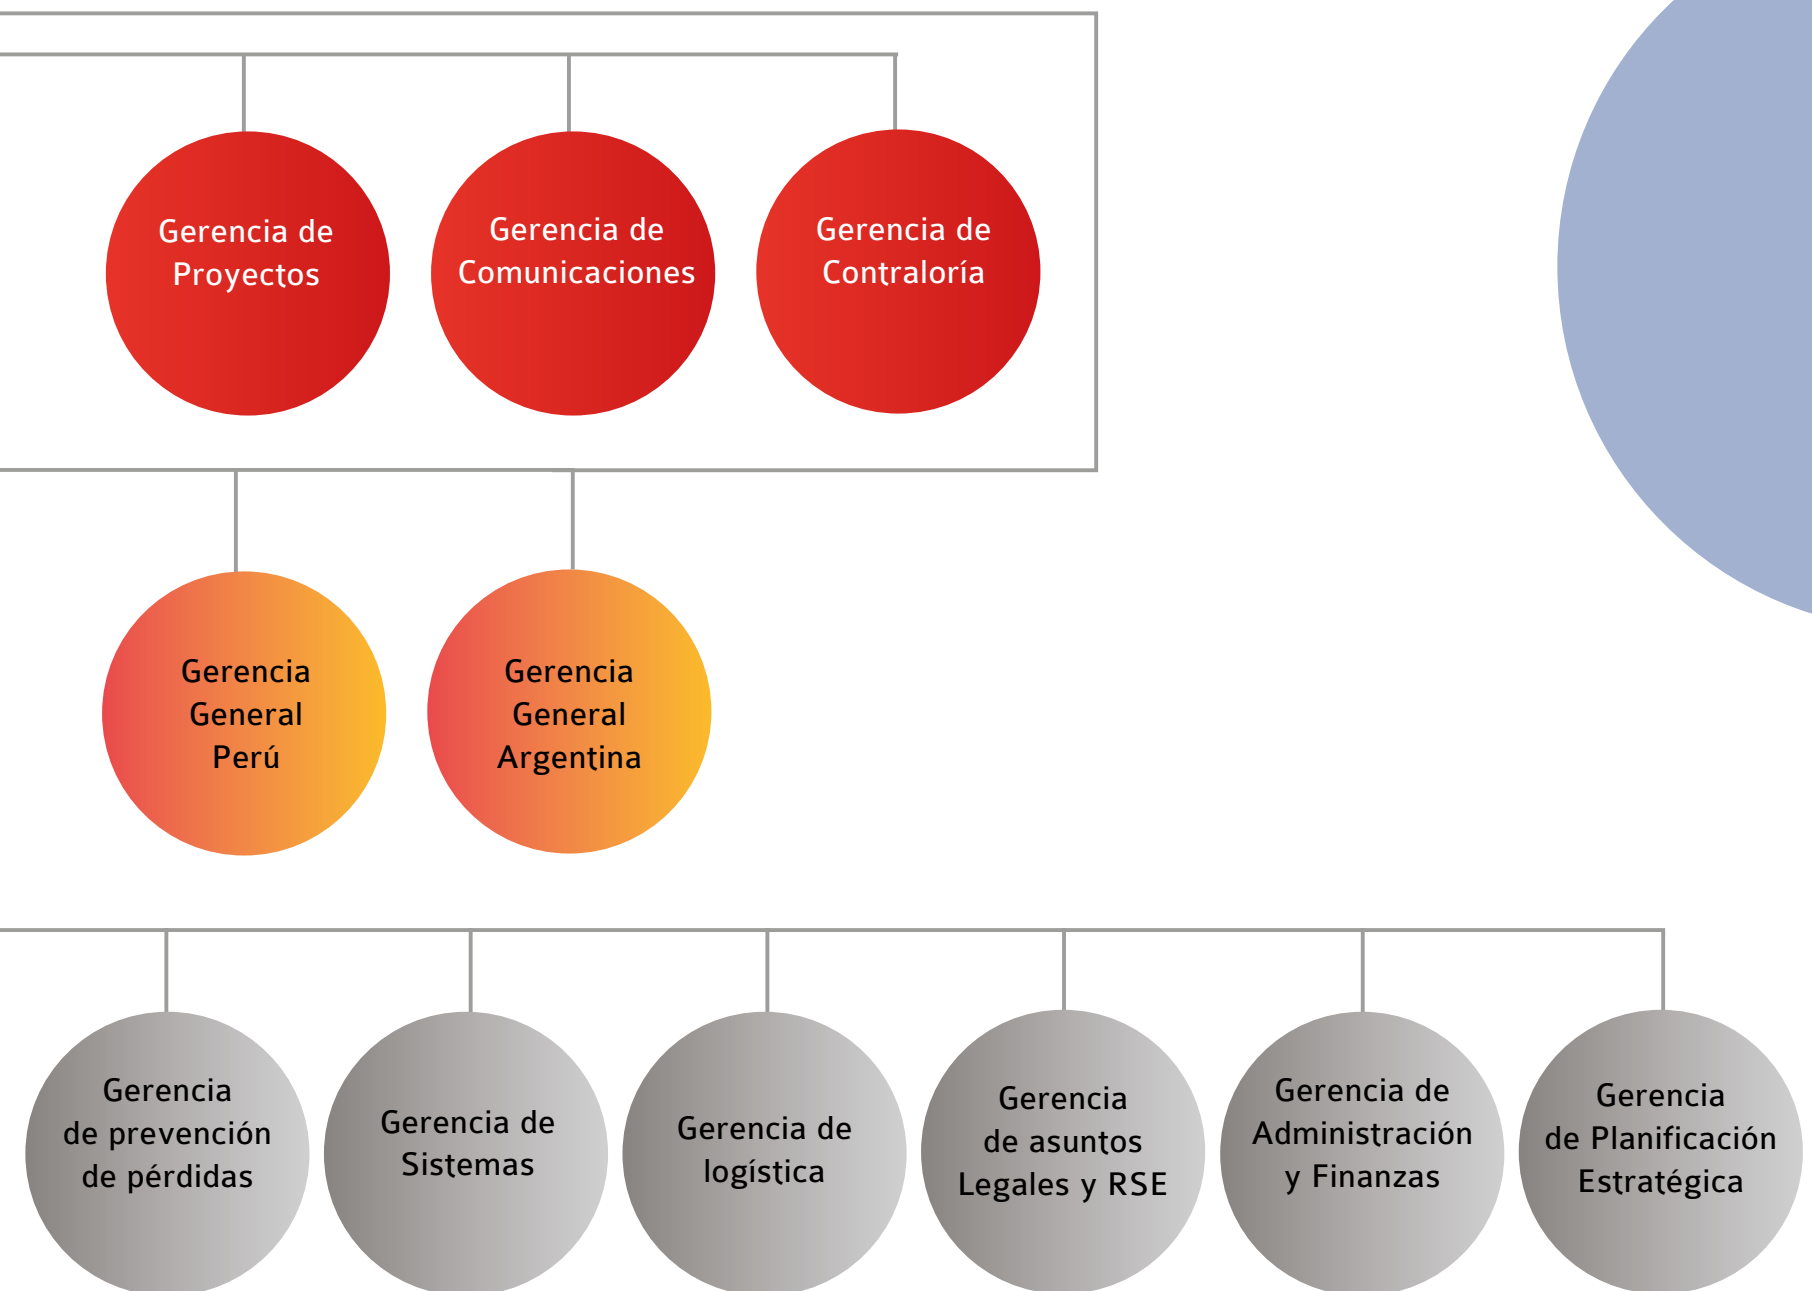 Gerencia de
Proyectos
Gerencia de
Comunicaciones
Gerencia de
Contraloría
Gerencia
General
Perú
Gerencia
General
Argentina
Gerencia
de prevención
de pérdidas
Gerencia de
Sistemas
Gerencia de
logística
Gerencia
de asuntos
Legales y RSE
Gerencia de
Administración
y Finanzas
Gerencia
de Planificación
Estratégica